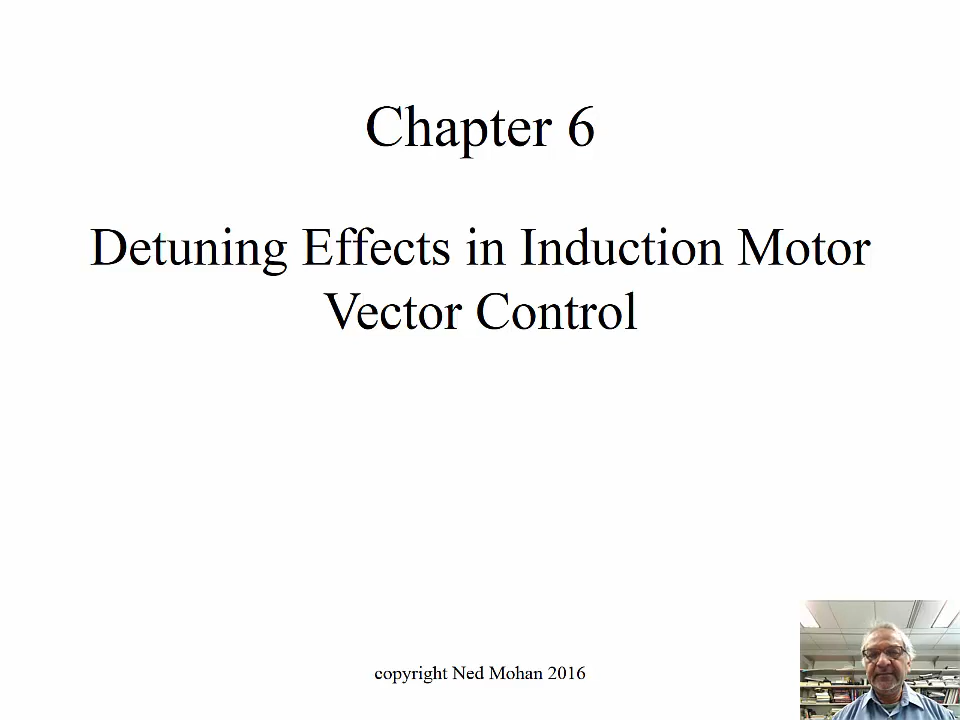 Chapter 6
Detuning Effects in Induction Motor
Vector Control
copyright Ned Mohan 2016